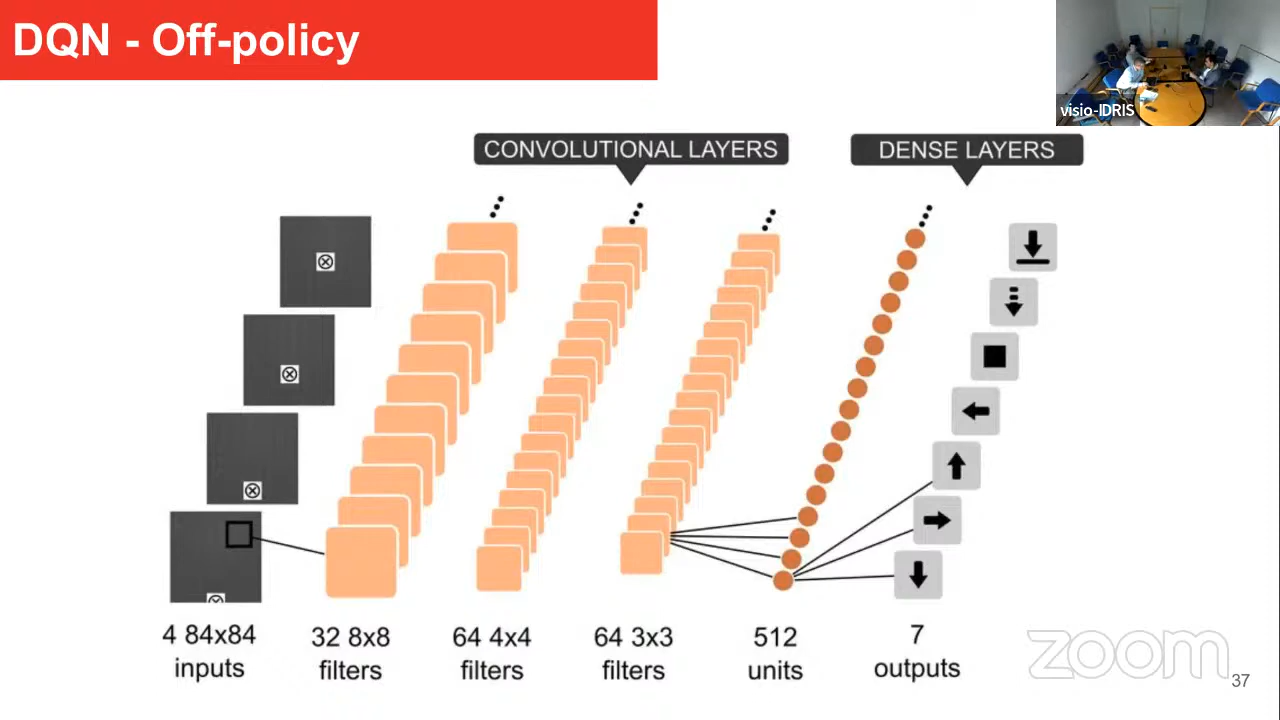 DQN - Off-policy
visio-IDRIS
CONVOLUTIONAL LAYERS
DENSE LAYERS
4 84x84
inputs
32 8x8
filters
64 4x4
filters
64 3x3
filters
512
units
7
outputs
zoom
37